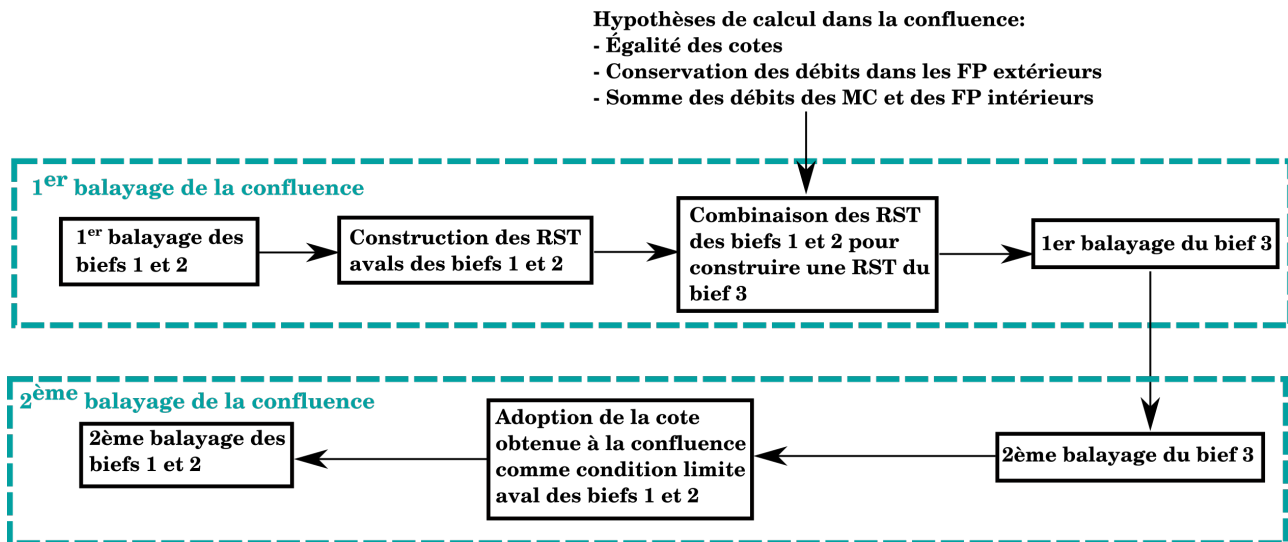 Hypothèses de calcul dans la confluence:
- Égalité des cotes
- Conservation des débits dans les FP extérieurs
- Somme des débits des MC et des FP intérieurs
1er balayage de la confluence
1er balayage des
biefs 1 et 2
Construction des RST
avals des biefs 1 et 2
Combinaison des RST
des biefs 1 et 2 pour
construire une RST du
bief 3
1er balayage du bief 3
2ème balayage de la confluence
2ème balayage des
biefs 1 et 2
Adoption de la cote
obtenue à la confluence
comme condition limite
aval des biefs 1 et 2
2ème balayage du bief 3